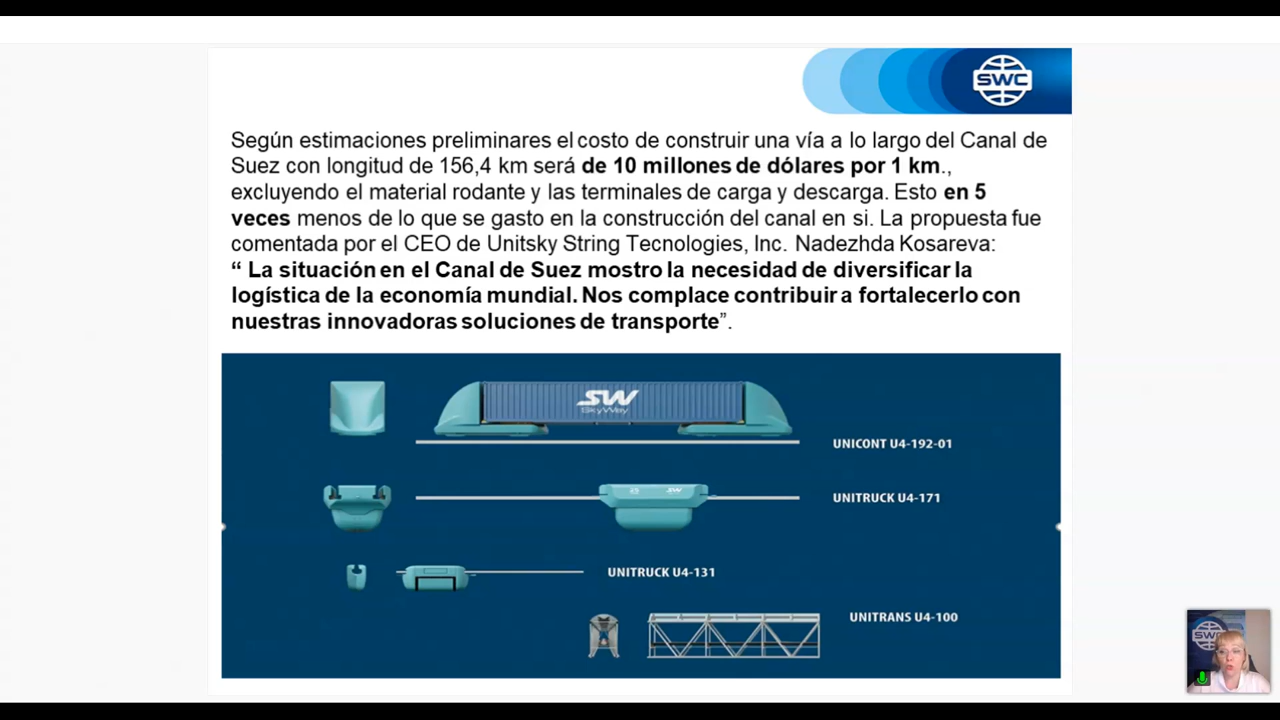 SWC
Según estimaciones preliminares el costo de construir una vía a lo largo del Canal de
Suez con longitud de 156,4 km será de 10 millones de dólares por 1 km.,
excluyendo el material rodante y las terminales de carga y descarga. Esto en 5
veces menos de lo que se gasto en la construcción del canal en si. La propuesta fue
comentada por el CEO de Unitsky String Tecnologies, Inc. Nadezhda Kosareva:
“ La situación en el Canal de Suez mostro la necesidad de diversificar la
logística de la economía mundial. Nos complace contribuir a fortalecerlo con
nuestras innovadoras soluciones de transporte”.
SW
SkyWay
UNICONT U4-192-01
SW
UNITRUCK U4-171
UNITRUCK U4-131
UNITRANS U4-100
SWC